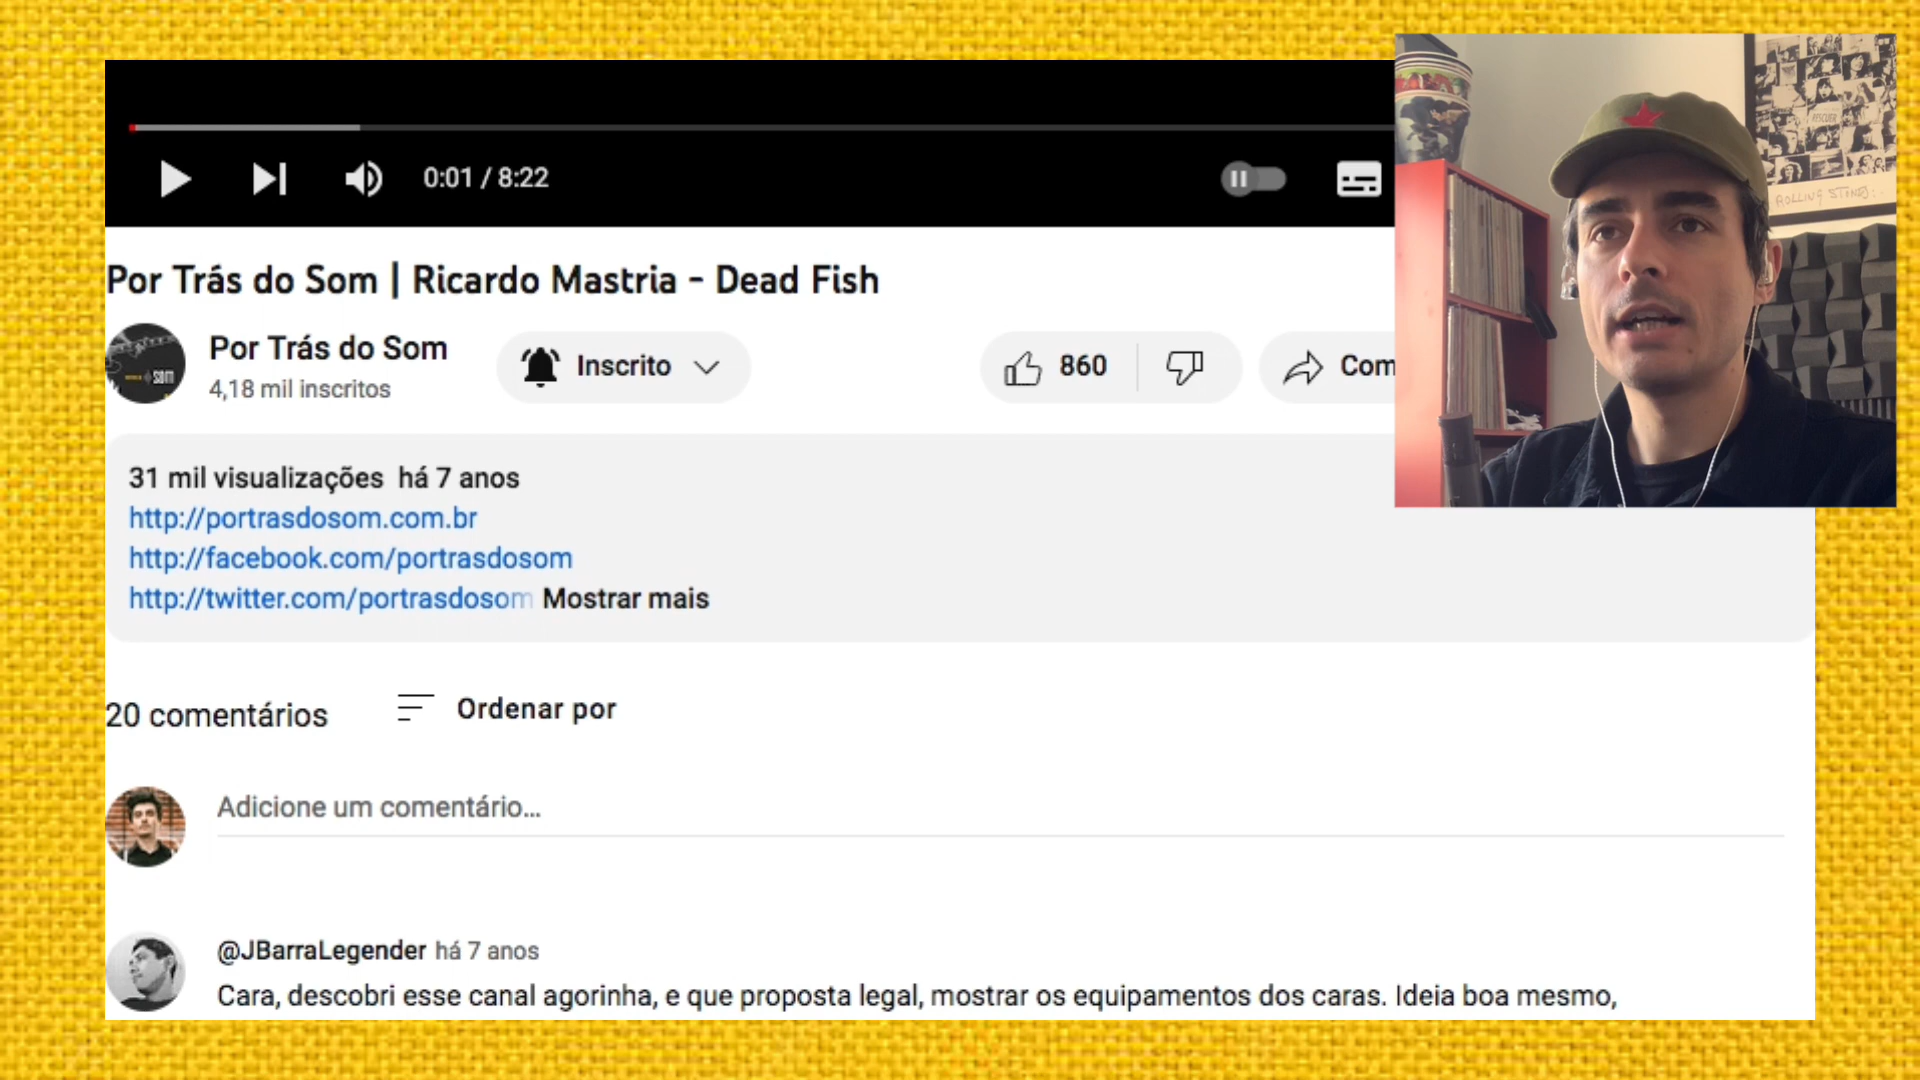 0:01 / 8:22
Por Trás do Som | Ricardo Mastria - Dead Fish
Por Trás do Som
4,18 mil inscritos
Inscrito
860
Com
SOM
31 mil visualizações há 7 anos
http://portrasdosom.com.br
http://facebook.com/portrasdosom
http://twitter.com/portrasdosom Mostrar mais
20 comentários
Ordenar por
Adicione um comentário...
@JBarraLegender há 7 anos
Cara, descobri esse canal agorinha, e que proposta legal, mostrar os equipamentos dos caras. Ideia boa mesmo,
ROLLING STONES: